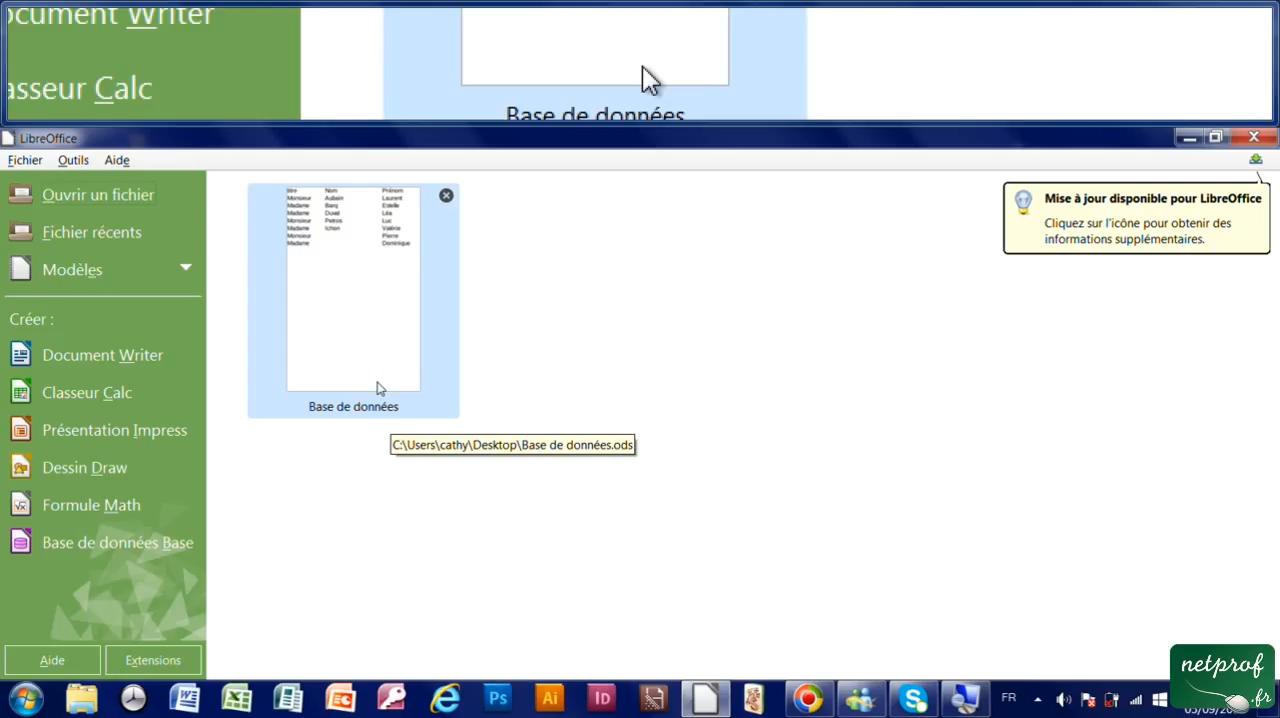 ocument Writer
asseur Calc
Base de données
LibreOffice
Fichier Outils Aide
Ouvrir un fichier
Fichier récents
Modèles
Créer :
Document Writer
Classeur Calc
Présentation Impress
Dessin Draw
Formule Math
Base de données Base
Aide Extensions
titre Nom Prénom
Monsieur Aubain Laurent
Madame Barq Estelle
Madame Duval Léa
Monsieur Petros Luc
Madame Ichon Valérie
Monsieur Pierre
Madame Dominique
Base de données
C:\Users\cathy\Desktop\Base de données.ods
Mise à jour disponible pour LibreOffice
Cliquez sur l'icône pour obtenir des
informations supplémentaires.
Ps Ai ID
FR
netprof
.fr